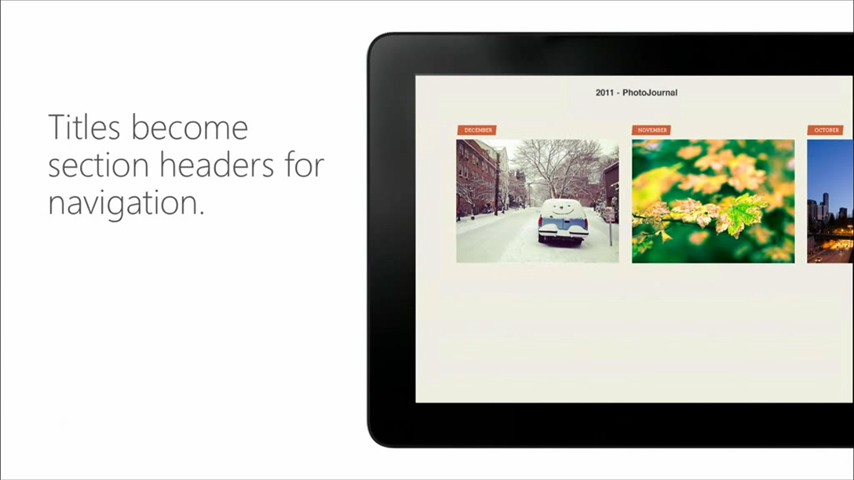 Titles become
section headers for
navigation.
2011 - PhotoJournal
DECEMBER
NOVEMBER
OCTOBER